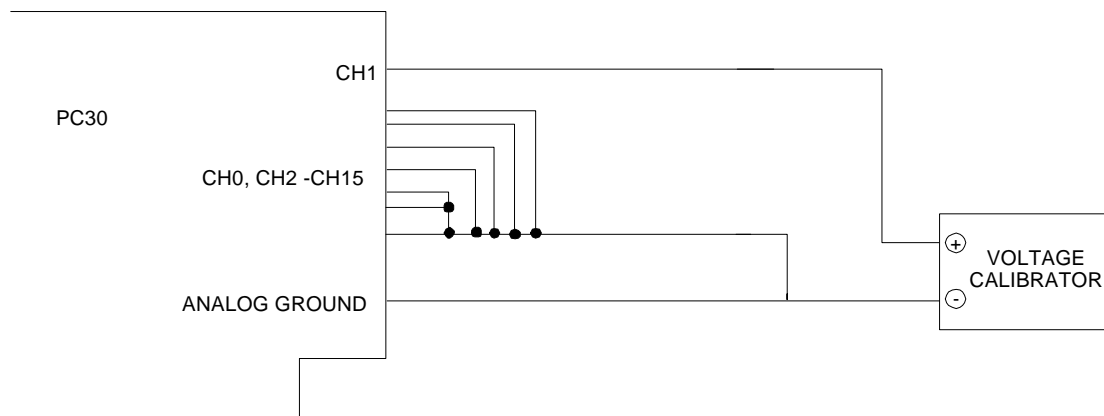 CH1
PC30
CH0, CH2 -CH15
+
VOLTAGE
CALIBRATOR
-
ANALOG GROUND